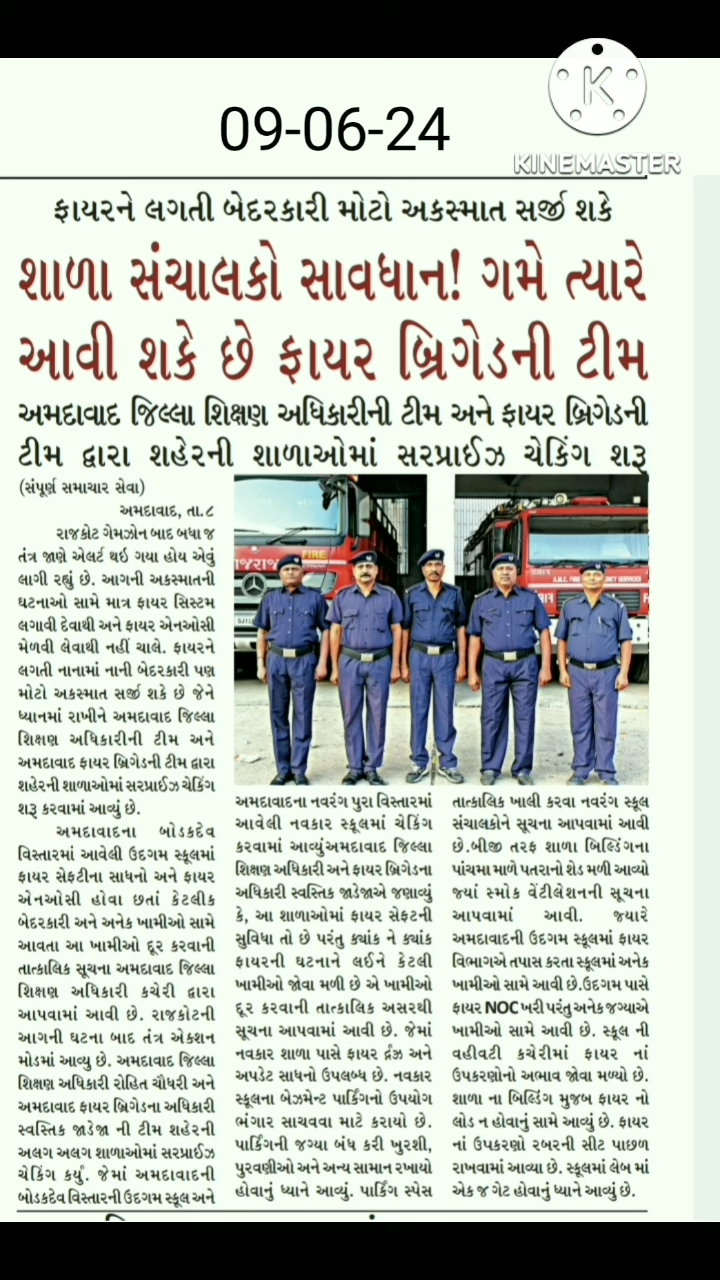 09-06-24
K
KINEMASTER
ફાયરને લગતી બેદરકારી મોટો અકસ્માત સર્જી શકે
શાળા સંચાલકો સાવધાન! ગમે ત્યારે
આવી શકે છે ફાયર બ્રિગેડની ટીમ
અમદાવાદ જિલ્લા શિક્ષણ અધિકારીની ટીમ અને ફાયર બ્રિગેડની
ટીમ દ્વારા શહેરની શાળાઓમાં સરપ્રાઈઝ ચેકિંગ શરૂ
(સંપૂર્ણ સમાચાર સેવા)
અમદાવાદ, તા.૮
રાજકોટ ગેમઝોન બાદ બધા જ
તંત્ર જાણે એલર્ટ થઇ ગયા હોય એવું
લાગી રહ્યું છે. આગની અકસ્માતની
ઘટનાઓ સામે માત્ર ફાયર સિસ્ટમ
લગાવી દેવાથી અને ફાયર એનઓસી
મેળવી લેવાથી નહીં ચાલે. ફાયરને
લગતી નાનામાં નાની બેદરકારી પણ
મોટો અકસ્માત સર્જી શકે છે જેને
ધ્યાનમાં રાખીને અમદાવાદ જિલ્લા
શિક્ષણ અધિકારીની ટીમ અને
અમદાવાદ ફાયર બ્રિગેડની ટીમ દ્વારા
શહેરની શાળાઓમાં સરપ્રાઈઝ ચેકિંગ
શરૂ કરવામાં આવ્યું છે.
અમદાવાદના બોડકદેવ
વિસ્તારમાં આવેલી ઉદગમ સ્કૂલમાં
ફાયર સેફટીના સાધનો અને ફાયર
એનઓસી હોવા છતાં કેટલીક
બેદરકારી અને અનેક ખામીઓ સામે
આવતા આ ખામીઓ દૂર કરવાની
તાત્કાલિક સૂચના અમદાવાદ જિલ્લા
શિક્ષણ અધિકારી કચેરી દ્વારા
આપવામાં આવી છે. રાજકોટની
આગની ઘટના બાદ તંત્ર એકશન
મોડમાં આવ્યુ છે. અમદાવાદ જિલ્લા
શિક્ષણ અધિકારી રોહિત ચૌધરી અને
અમદાવાદ ફાયર બ્રિગેડના અધિકારી
સ્વસ્તિક જાડેજા ની ટીમ શહેરની
અલગ અલગ શાળાઓમાં સરપ્રાઈઝ
ચેકિંગ કર્યું. જેમાં અમદાવાદની
બોડકદેવ વિસ્તારની ઉદગમ સ્કૂલ અને
FIRE
અમદાવાદના નવરંગ પુરા વિસ્તારમાં
આવેલી નવકાર સ્કૂલમાં ચેકિંગ
કરવામાં આવ્યુંઅમદાવાદ જિલ્લા
શિક્ષણ અધિકારી અને ફાયર બ્રિગેડના
અધિકારી સ્વસ્તિક જાડેજાએ જણાવ્યું
કે, આ શાળાઓમાં ફાયર સેફટની
સુવિધા તો છે પરંતુ ક્યાંક ને ક્યાંક
ફાયરની ઘટનાને લઈને કેટલી
ખામીઓ જોવા મળી છે એ ખામીઓ
દૂર કરવાની તાત્કાલિક અસરથી
સૂચના આપવામાં આવી છે. જેમાં
નવકાર શાળા પાસે ફાયર ફ્રેંઝ અને
અપડેટ સાધનો ઉપલબ્ધ છે. નવકાર
સ્કૂલના બેઝમેન્ટ પાર્કિંગનો ઉપયોગ
ભંગાર સાચવવા માટે કરાયો છે.
પાર્કિંગની જગ્યા બંધ કરી ખુરશી,
પુરવણીઓ અને અન્ય સામાન રખાયો
હોવાનું ધ્યાને આવ્યું. પાર્કિંગ સ્પેસ
તાત્કાલિક ખાલી કરવા નવરંગ સ્કૂલ
સંચાલકોને સૂચના આપવામાં આવી
છે.બીજી તરફ શાળા બિલ્ડિંગના
પાંચમા માળે પતરાનો શેડ મળી આવ્યો
જ્યાં સ્મોક વેંટીલેશનની સૂચના
આપવામાં આવી. જ્યારે
અમદાવાદની ઉદગમ સ્કૂલમાં ફાયર
વિભાગએ તપાસ કરતા સ્કૂલમાં અનેક
ખામીઓ સામે આવી છે.ઉદગમ પાસે
ફાયર NOC ખરી પરંતુ અનેક જગ્યાએ
ખામીઓ સામે આવી છે. સ્કૂલ ની
વહીવટી કચેરીમાં ફાયર નાં
ઉપકરણોનો અભાવ જોવા મળ્યો છે.
શાળા ના બિલ્ડિંગ મુજબ ફાયર નો
લોડ ન હોવાનું સામે આવ્યું છે. ફાયર
નાં ઉપકરણો રબરની સીટ પાછળ
રાખવામાં આવ્યા છે. સ્કૂલમાં લેબ માં
એક જ ગેટ હોવાનું ધ્યાને આવ્યું છે.